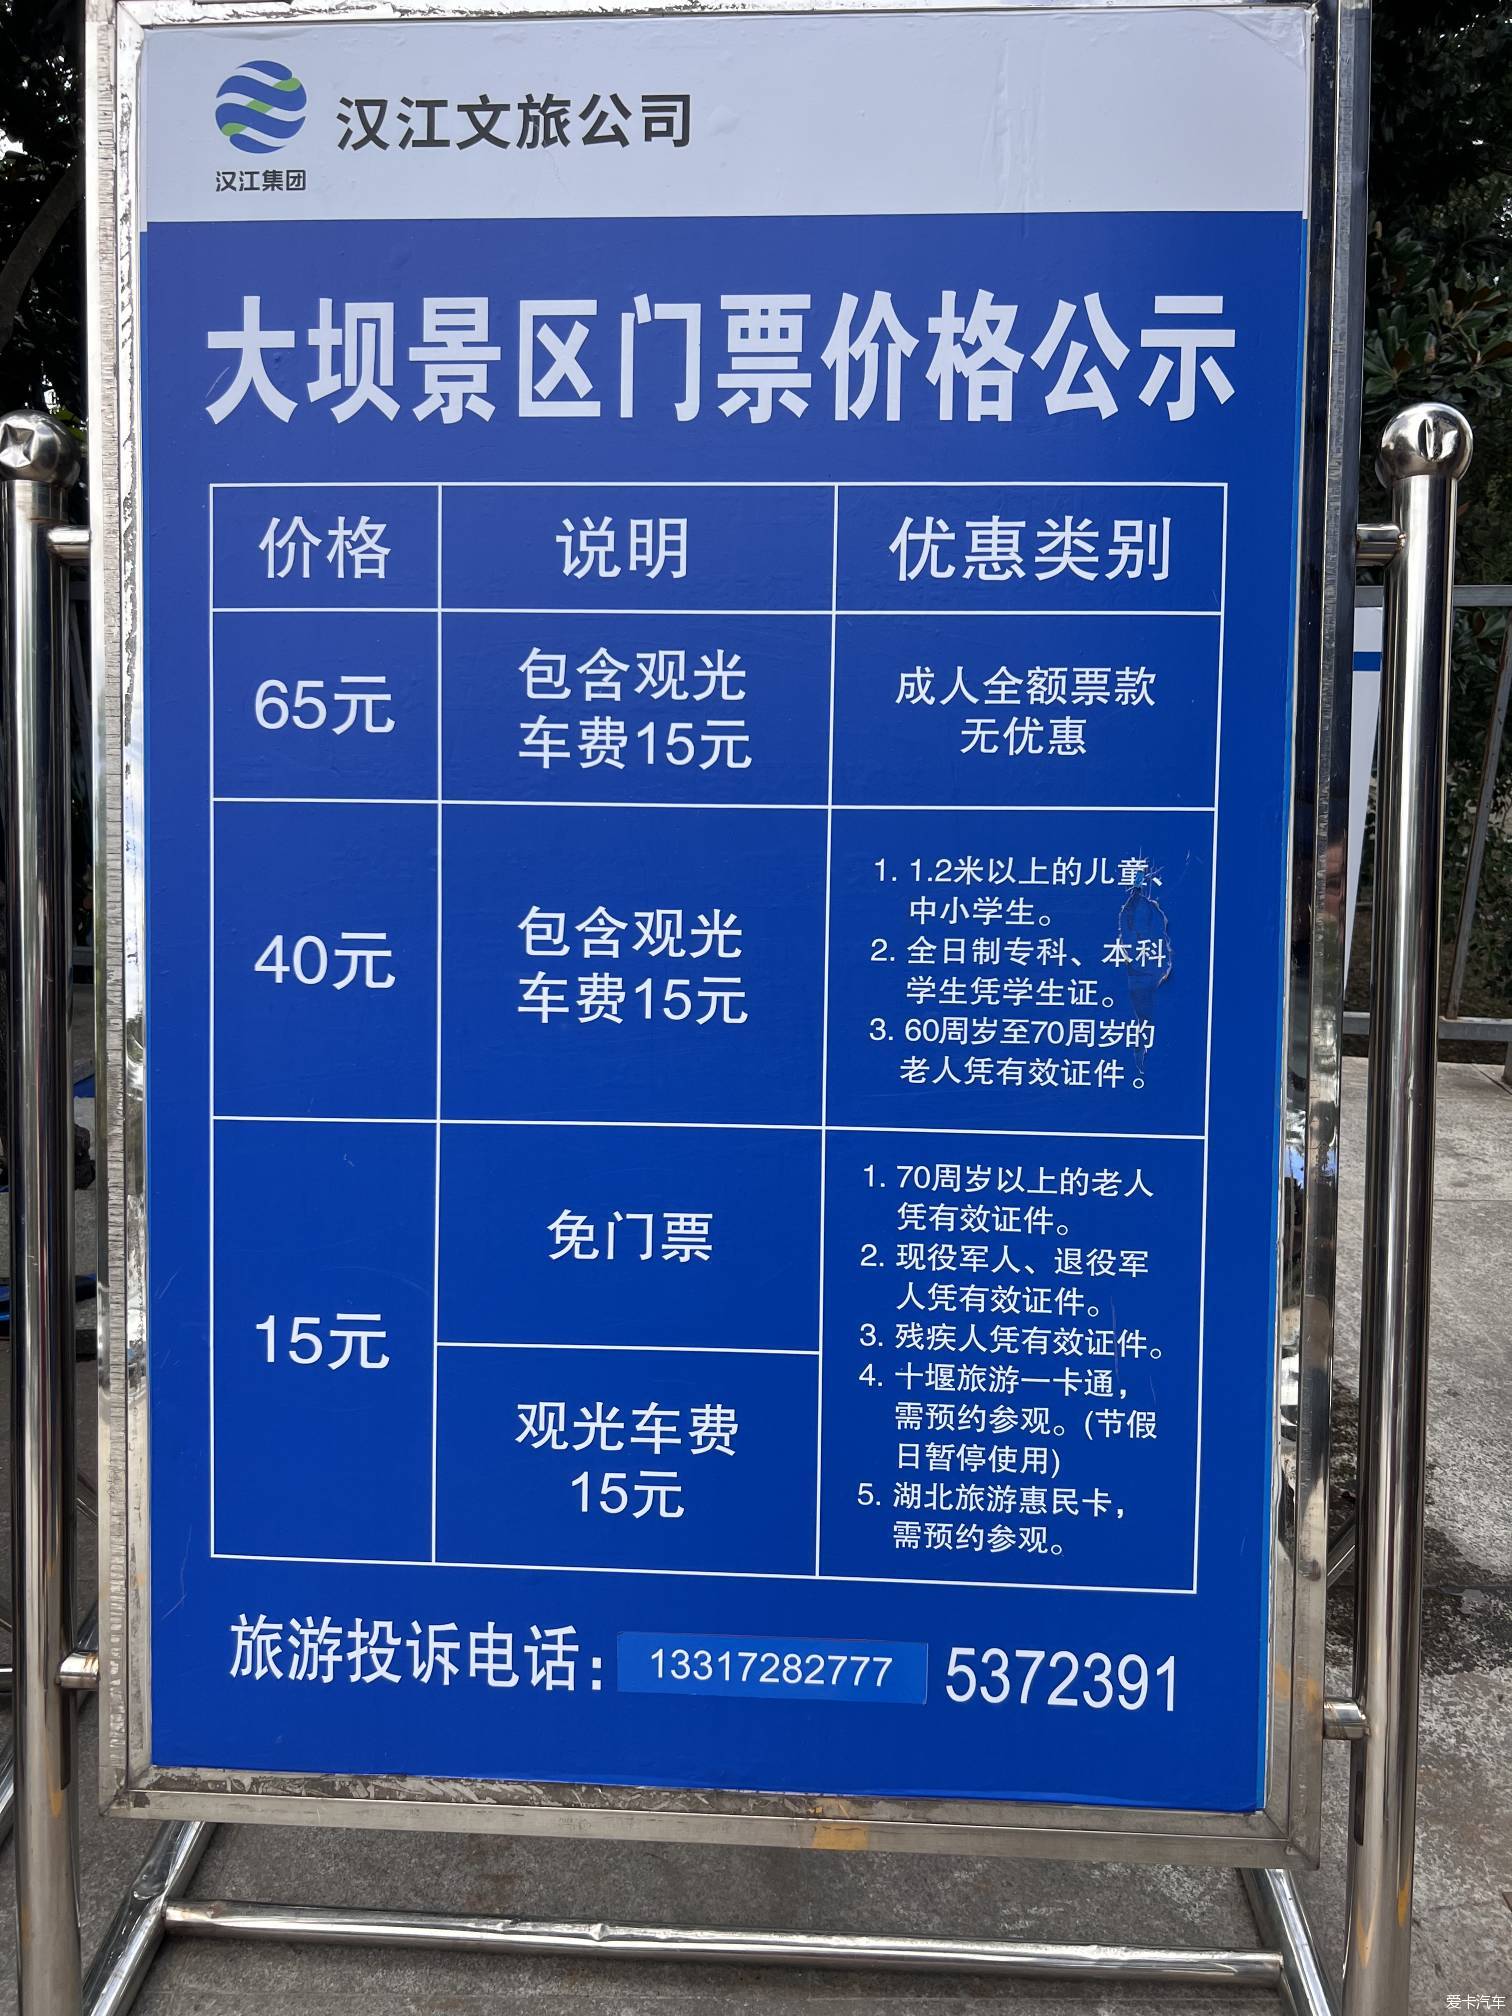 汉江集团
汉江文旅公司
大坝景区门票价格公示
价格
说明
优惠类别
65元
包含观光
车费15元
成人全额票款
无优惠
40元
包含观光
车费15元
1. 1.2米以上的儿童、
中小学生。
2. 全日制专科、本科
学生凭学生证。
3. 60周岁至70周岁的
老人凭有效证件。
15元
免门票
观光车费
15元
1. 70周岁以上的老人
凭有效证件。
2. 现役军人、退役军
人凭有效证件。
3. 残疾人凭有效证件。
4. 十堰旅游一卡通，
需预约参观。(节假
日暂停使用)
5. 湖北旅游惠民卡，
需预约参观。
旅游投诉电话：13317282777 5372391
爱卡汽车